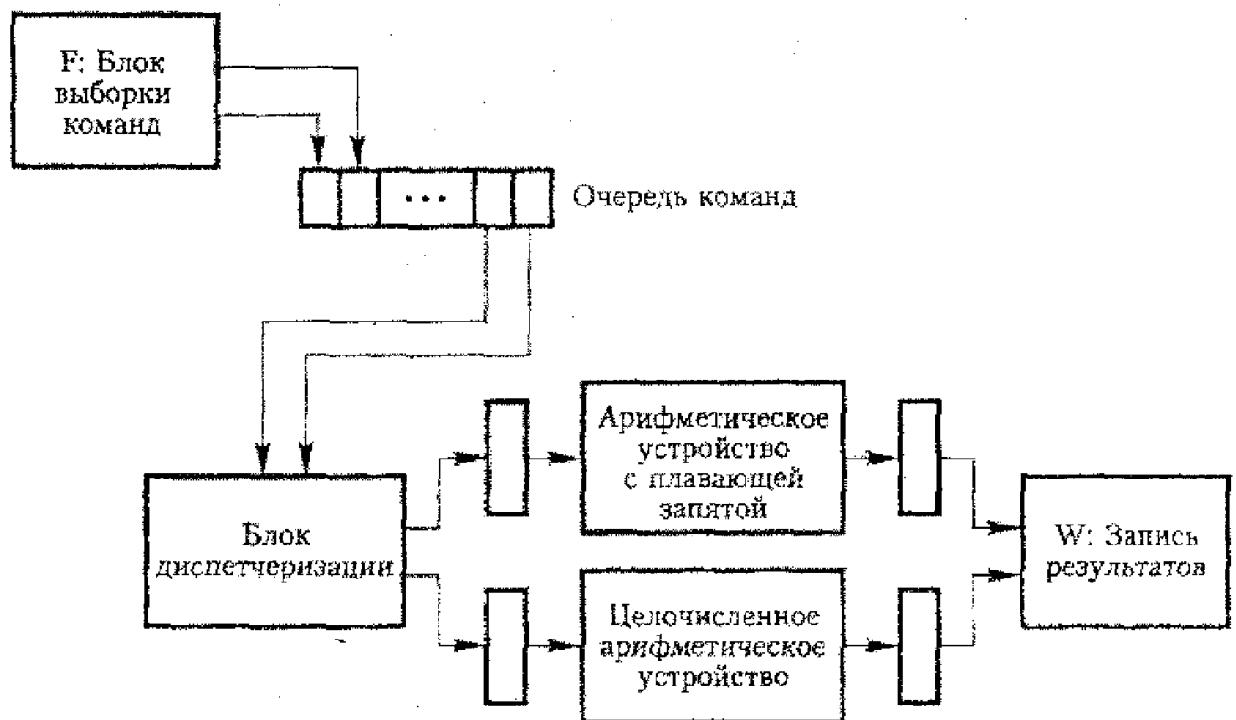 F: Блок
выборки
команд
...
Очередь команд
Арифметическое
устройство
с плавающей
запятой
Блок
диспетчеризации
W: Запись
результатов
Целочисленное
арифметическое
устройство